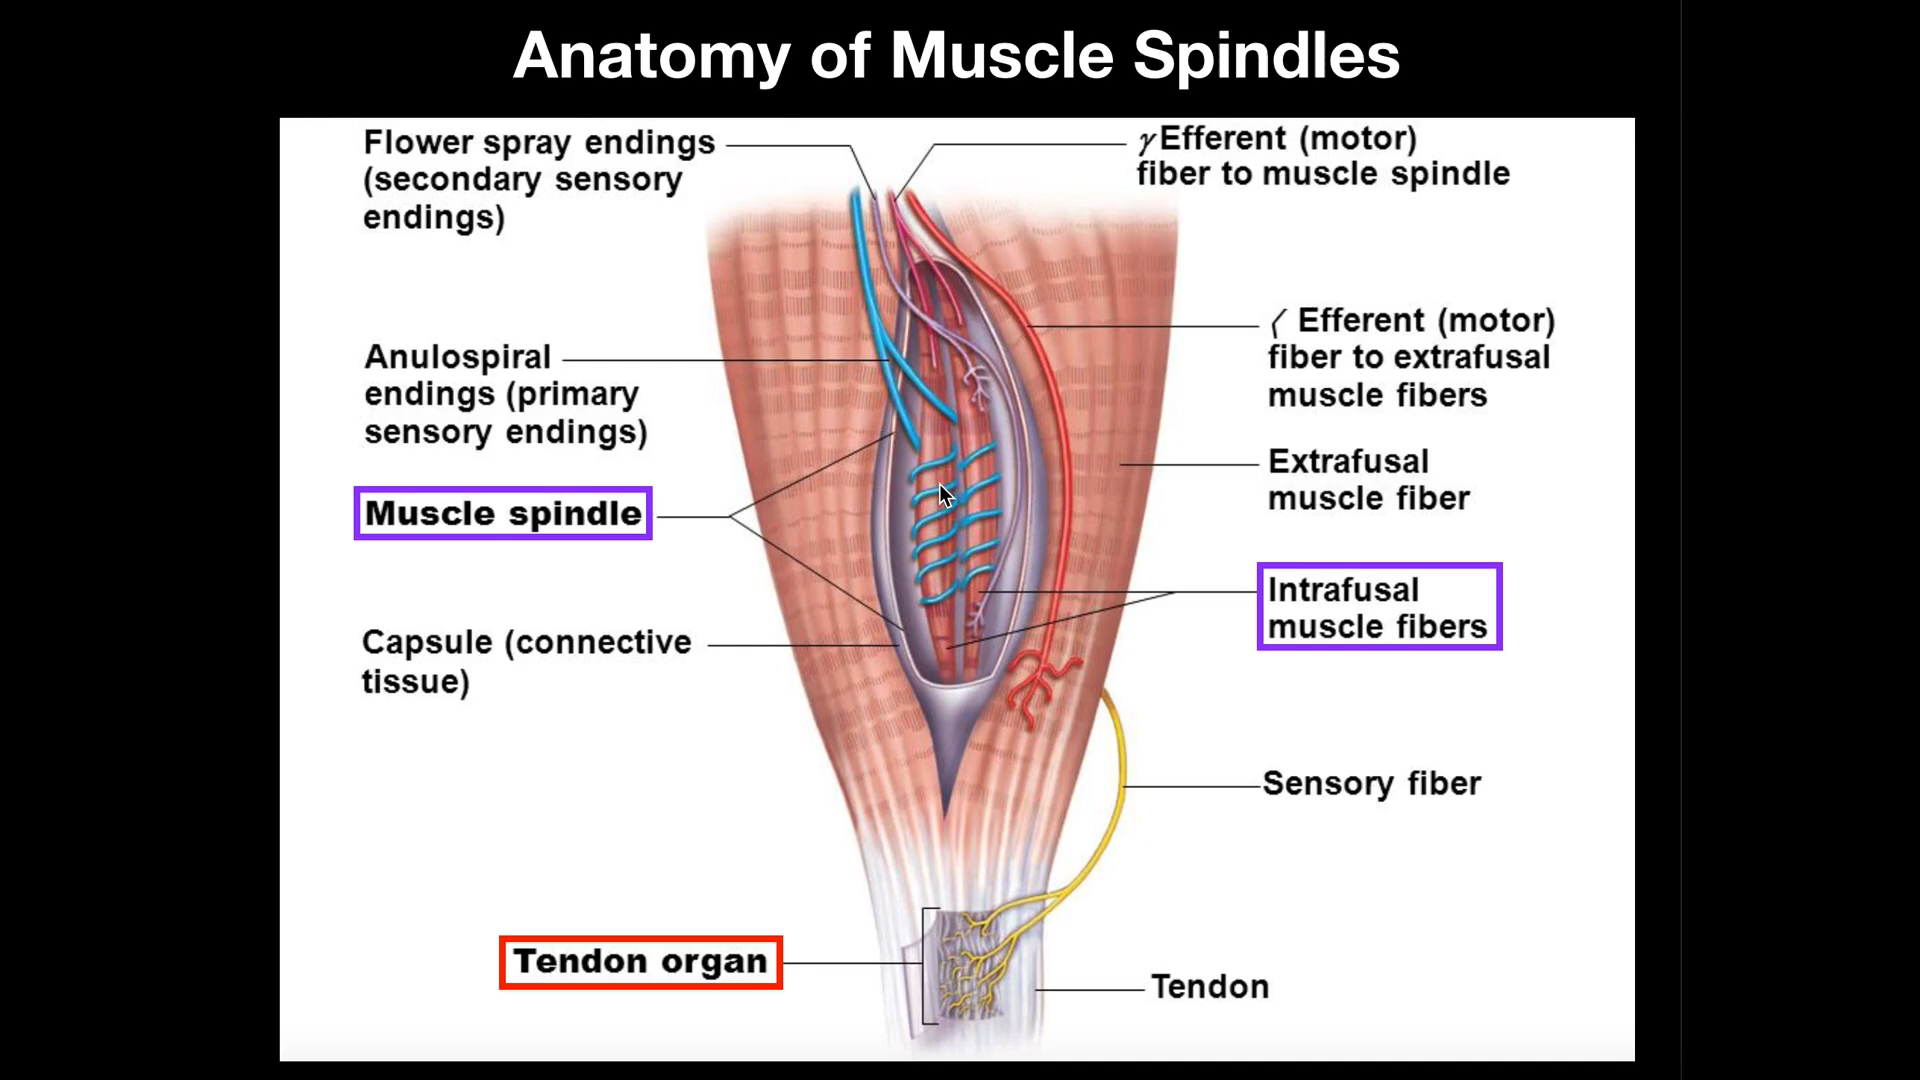 Anatomy of Muscle Spindles
Flower spray endings
(secondary sensory
endings)
γ Efferent (motor)
fiber to muscle spindle
Anulospiral
endings (primary
sensory endings)
〈 Efferent (motor)
fiber to extrafusal
muscle fibers
Muscle spindle
Extrafusal
muscle fiber
Intrafusal
muscle fibers
Capsule (connective
tissue)
Sensory fiber
Tendon organ
Tendon